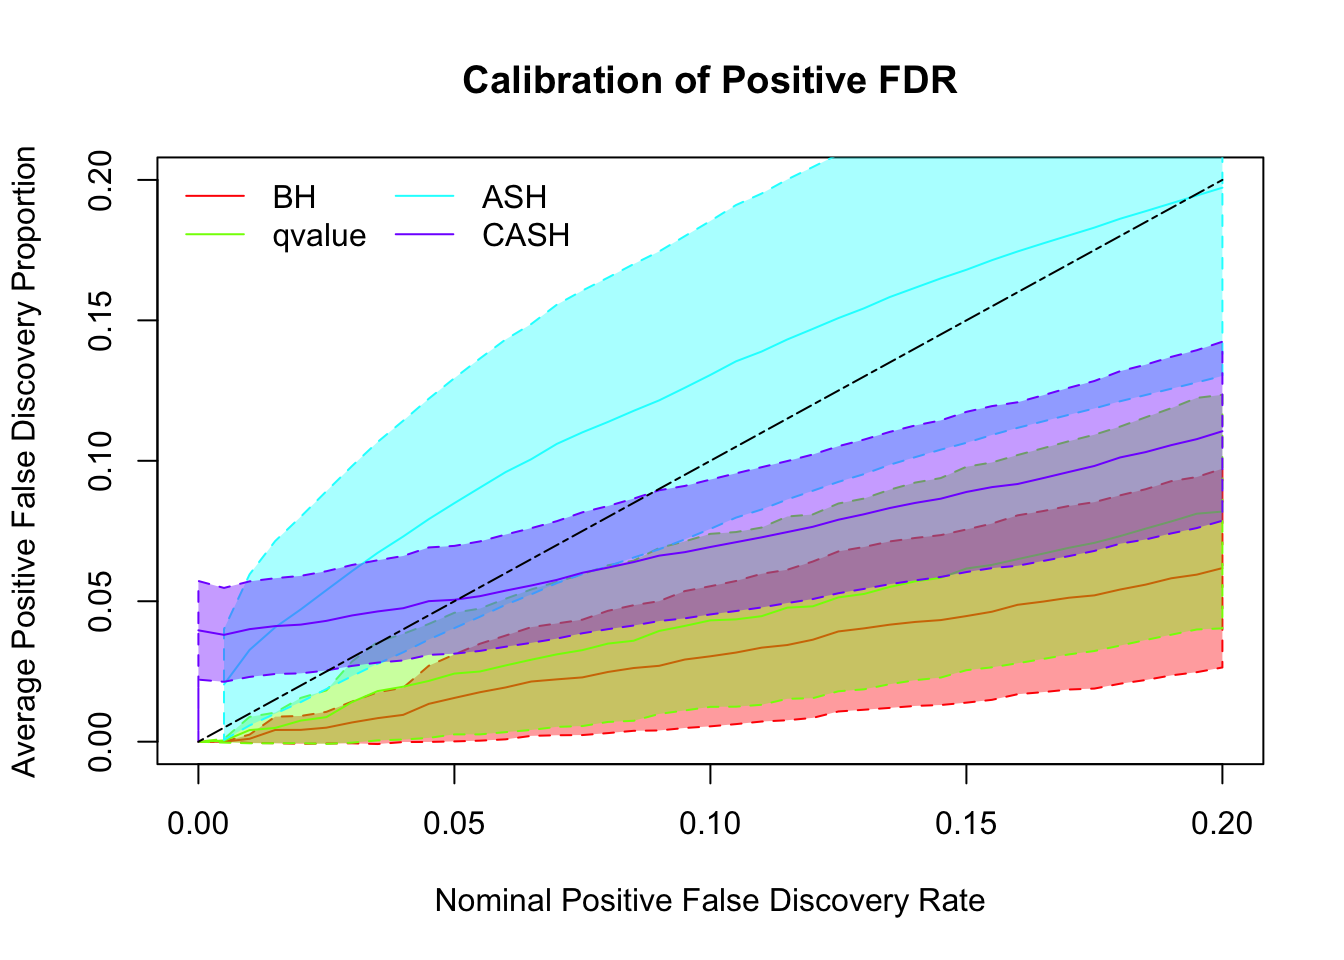 Calibration of Positive FDR
BH
ASH
qvalue
CASH
Average Positive False Discovery Proportion
0.20
0.15
0.10
0.05
0.00
0.00 0.05 0.10 0.15 0.20
Nominal Positive False Discovery Rate